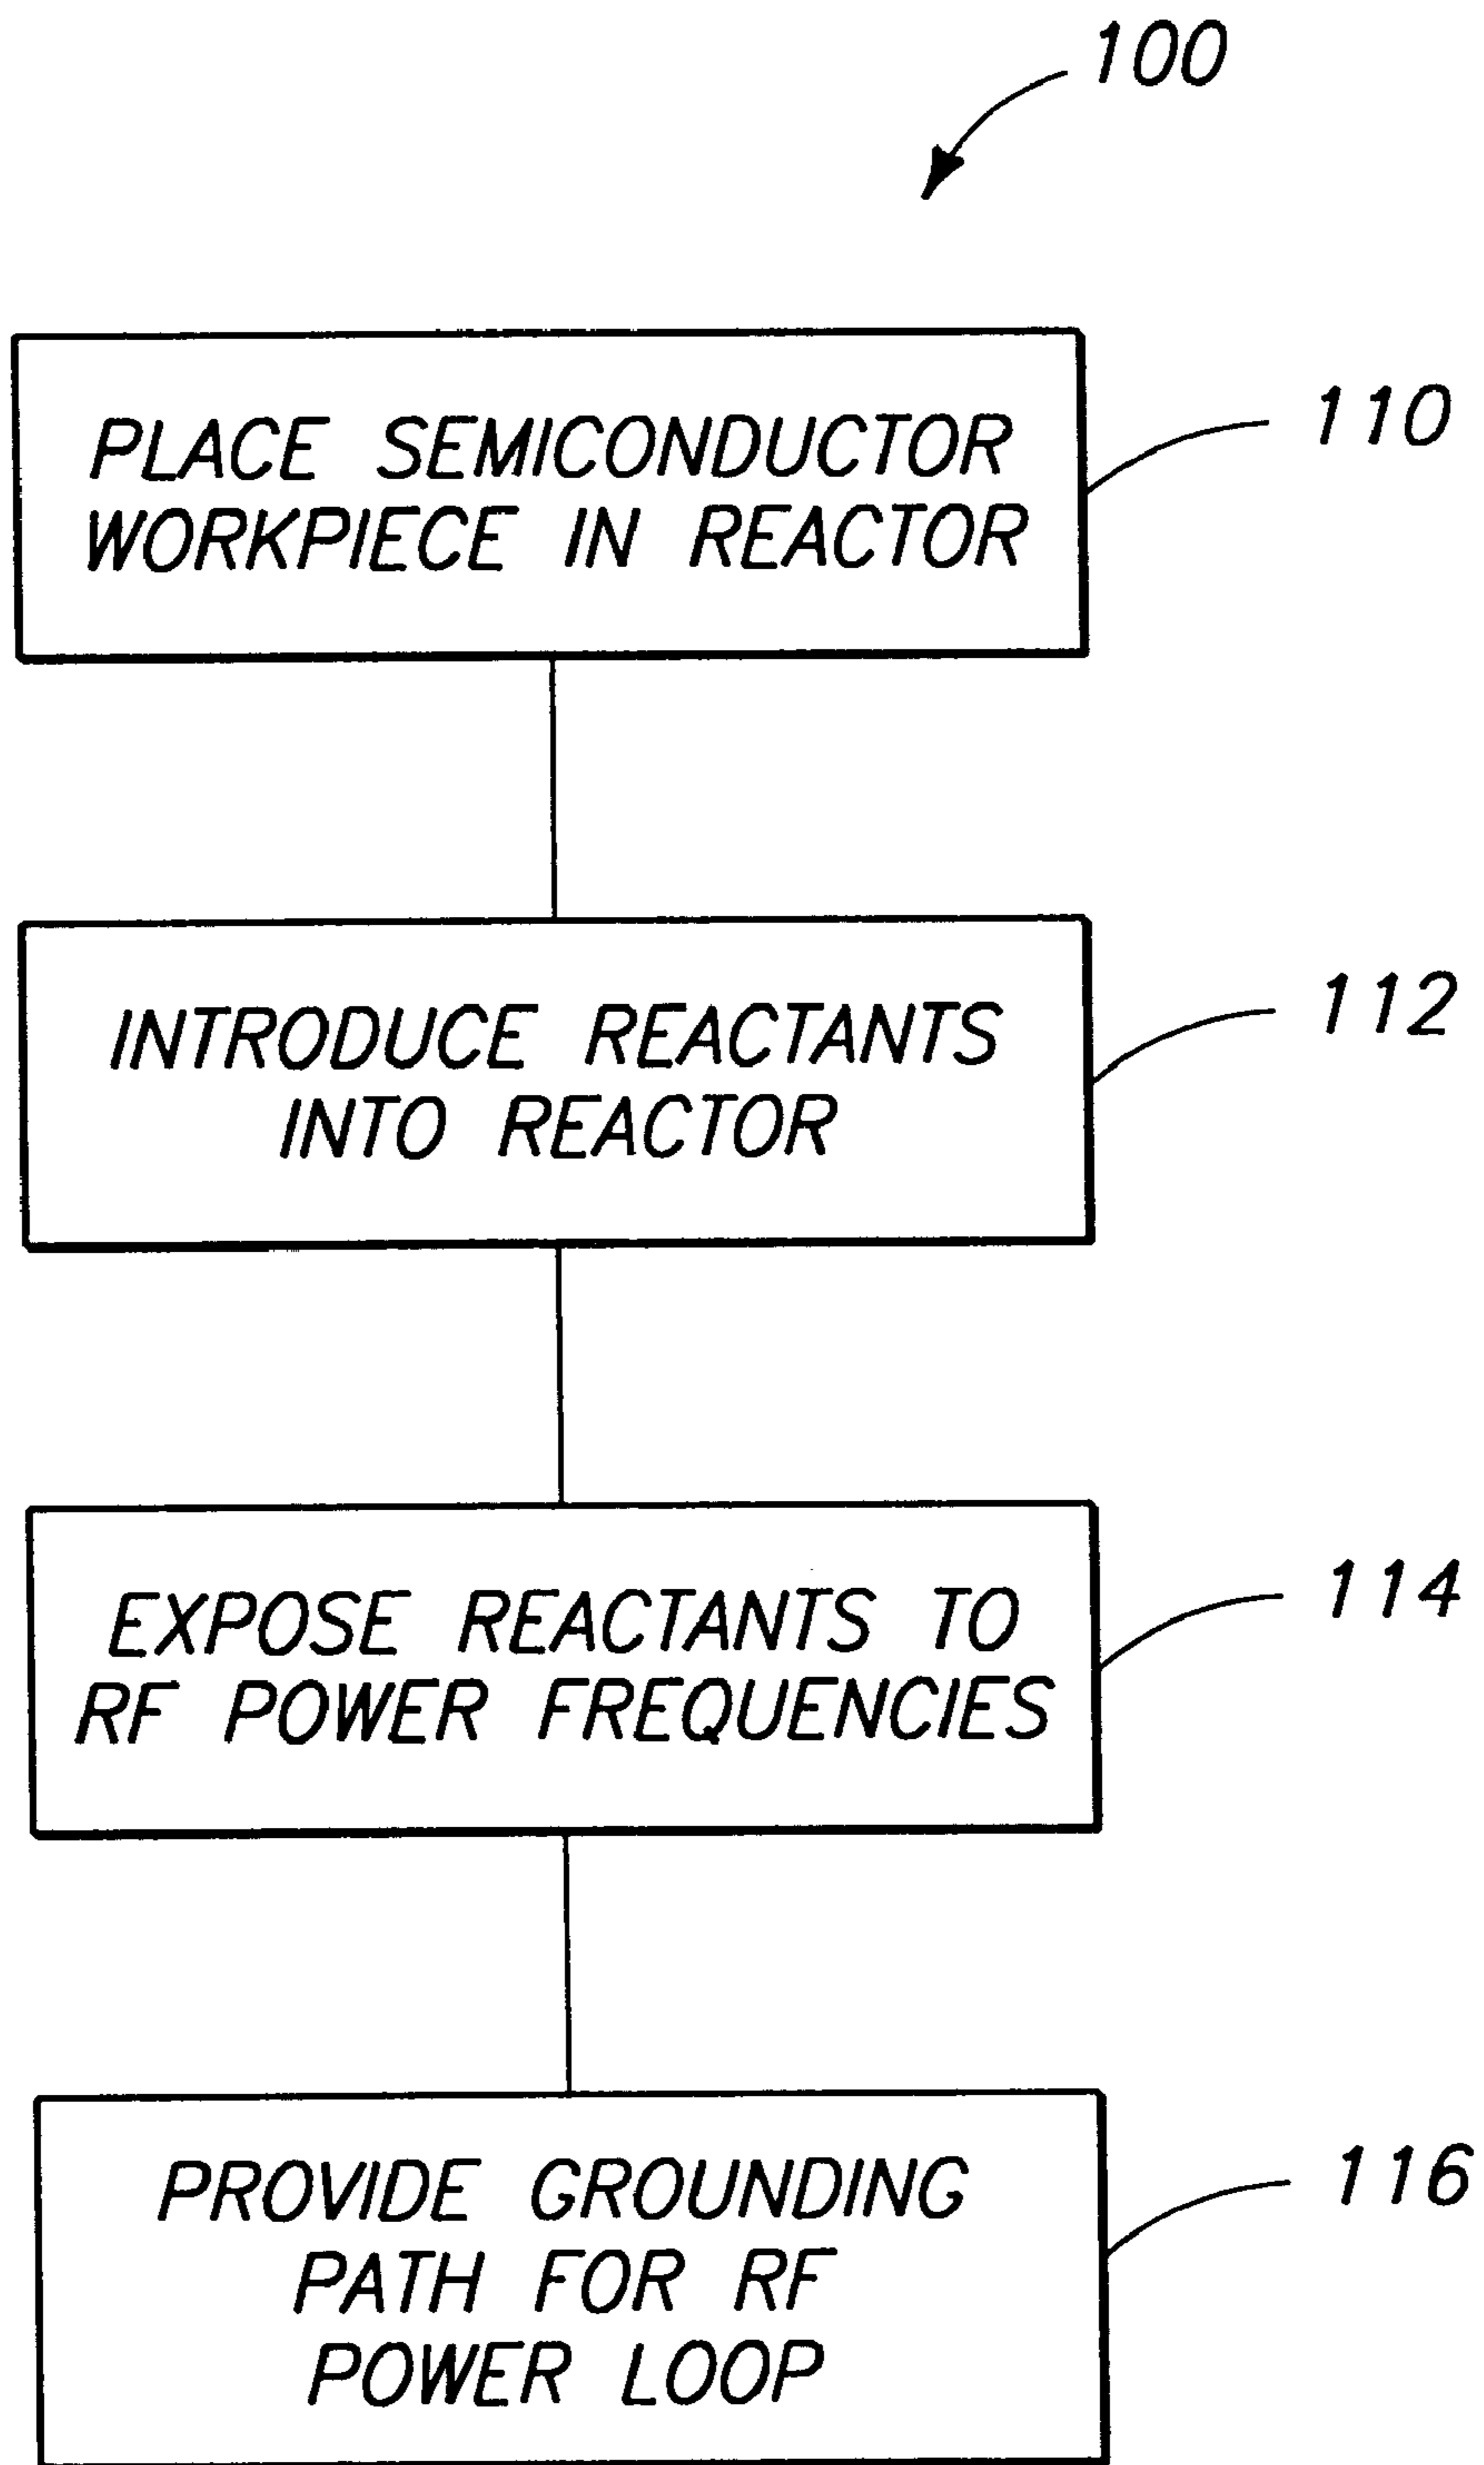 100
PLACE SEMICONDUCTOR
WORKPIECE IN REACTOR
110
INTRODUCE REACTANTS
INTO REACTOR
112
EXPOSE REACTANTS TO
RF POWER FREQUENCIES
114
PROVIDE GROUNDING
PATH FOR RF
POWER LOOP
116